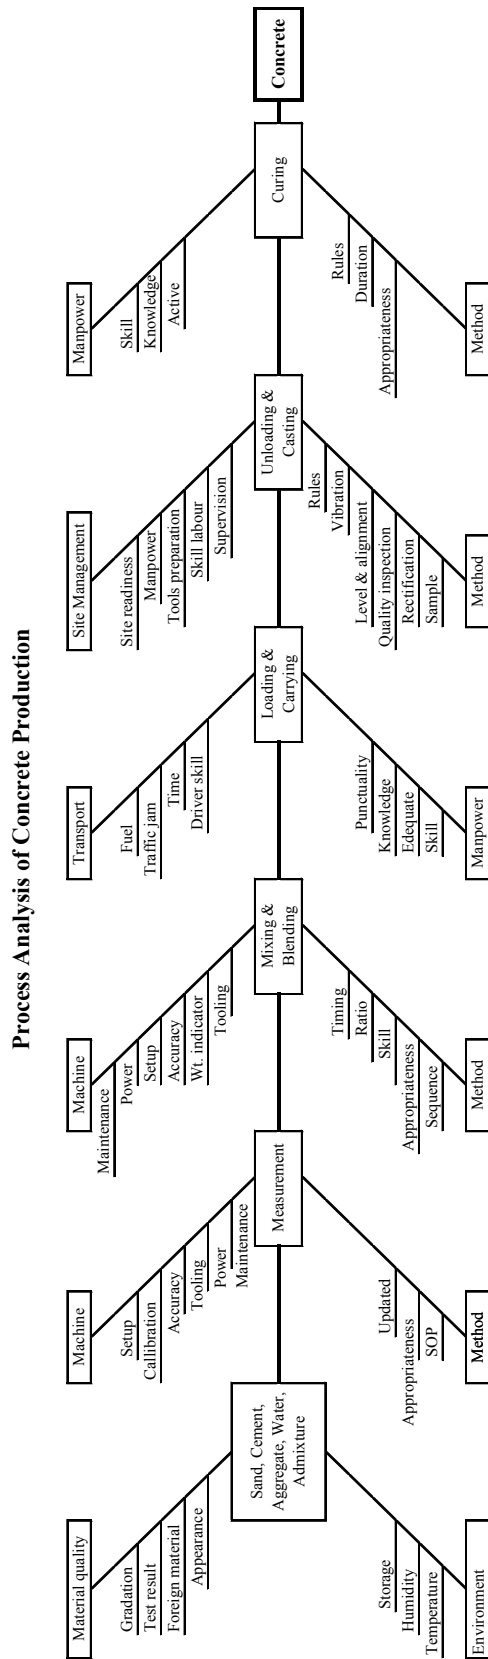 Process Analysis of Concrete Production
Material quality
Gradation
Test result
Foreign material
Appearance
Sand, Cement,
Aggregate, Water,
Admixture
Storage
Humidity
Temperature
Environment
Machine
Setup
Callibration
Accuracy
Tooling
Power
Maintenance
Measurement
Updated
Appropriateness
SOP
Method
Machine
Maintenance
Power
Setup
Accuracy
Wt. indicator
Tooling
Mixing &
Blending
Timing
Ratio
Skill
Appropriateness
Sequence
Method
Transport
Fuel
Traffic jam
Time
Driver skill
Loading &
Carrying
Punctuality
Knowledge
Edequate
Skill
Manpower
Site Management
Site readiness
Manpower
Tools preparation
Skill labour
Supervision
Unloading &
Casting
Rules
Vibration
Level & alignment
Quality inspection
Rectification
Sample
Method
Manpower
Skill
Knowledge
Active
Curing
Rules
Duration
Appropriateness
Method
Concrete